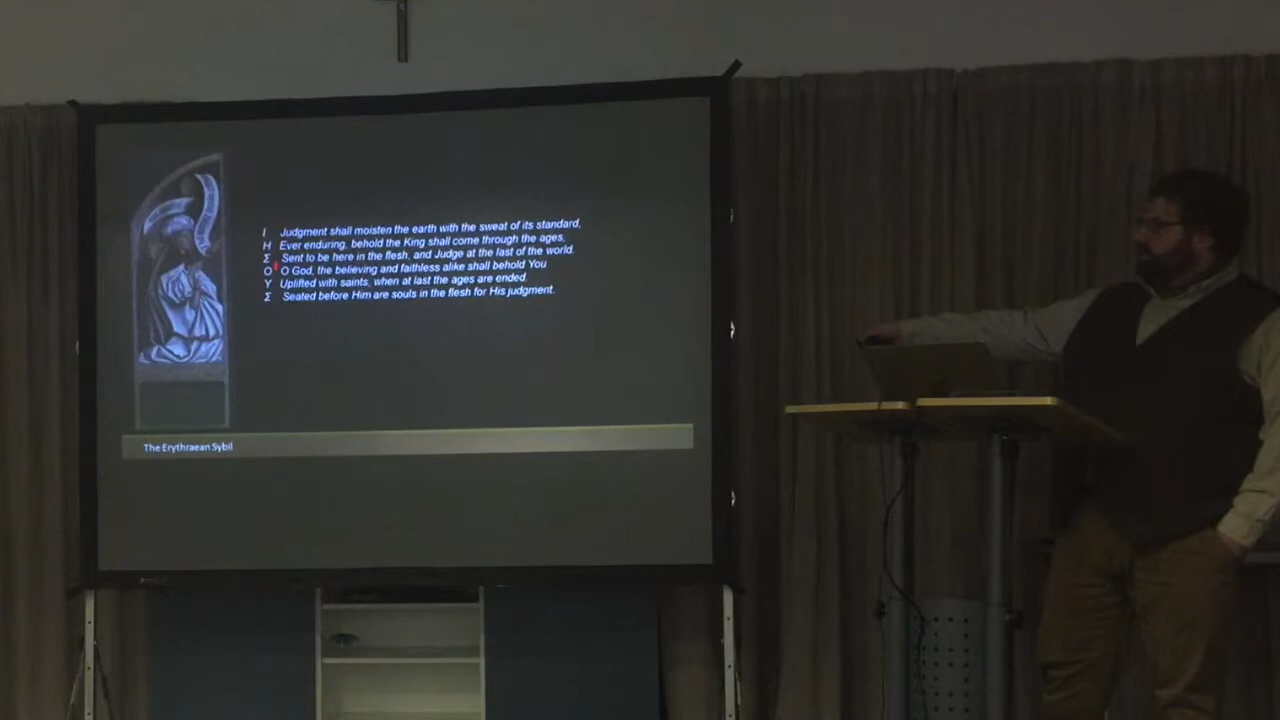 Ι Judgment shall moisten the earth with the sweat of its standard,
Η Ever enduring, behold the King shall come through the ages,
Σ Sent to be here in the flesh, and Judge at the last of the world.
Ο O God, the believing and faithless alike shall behold You
Υ Uplifted with saints, when at last the ages are ended.
Σ Seated before Him are souls in the flesh for His judgment.
The Erythraean Sybil